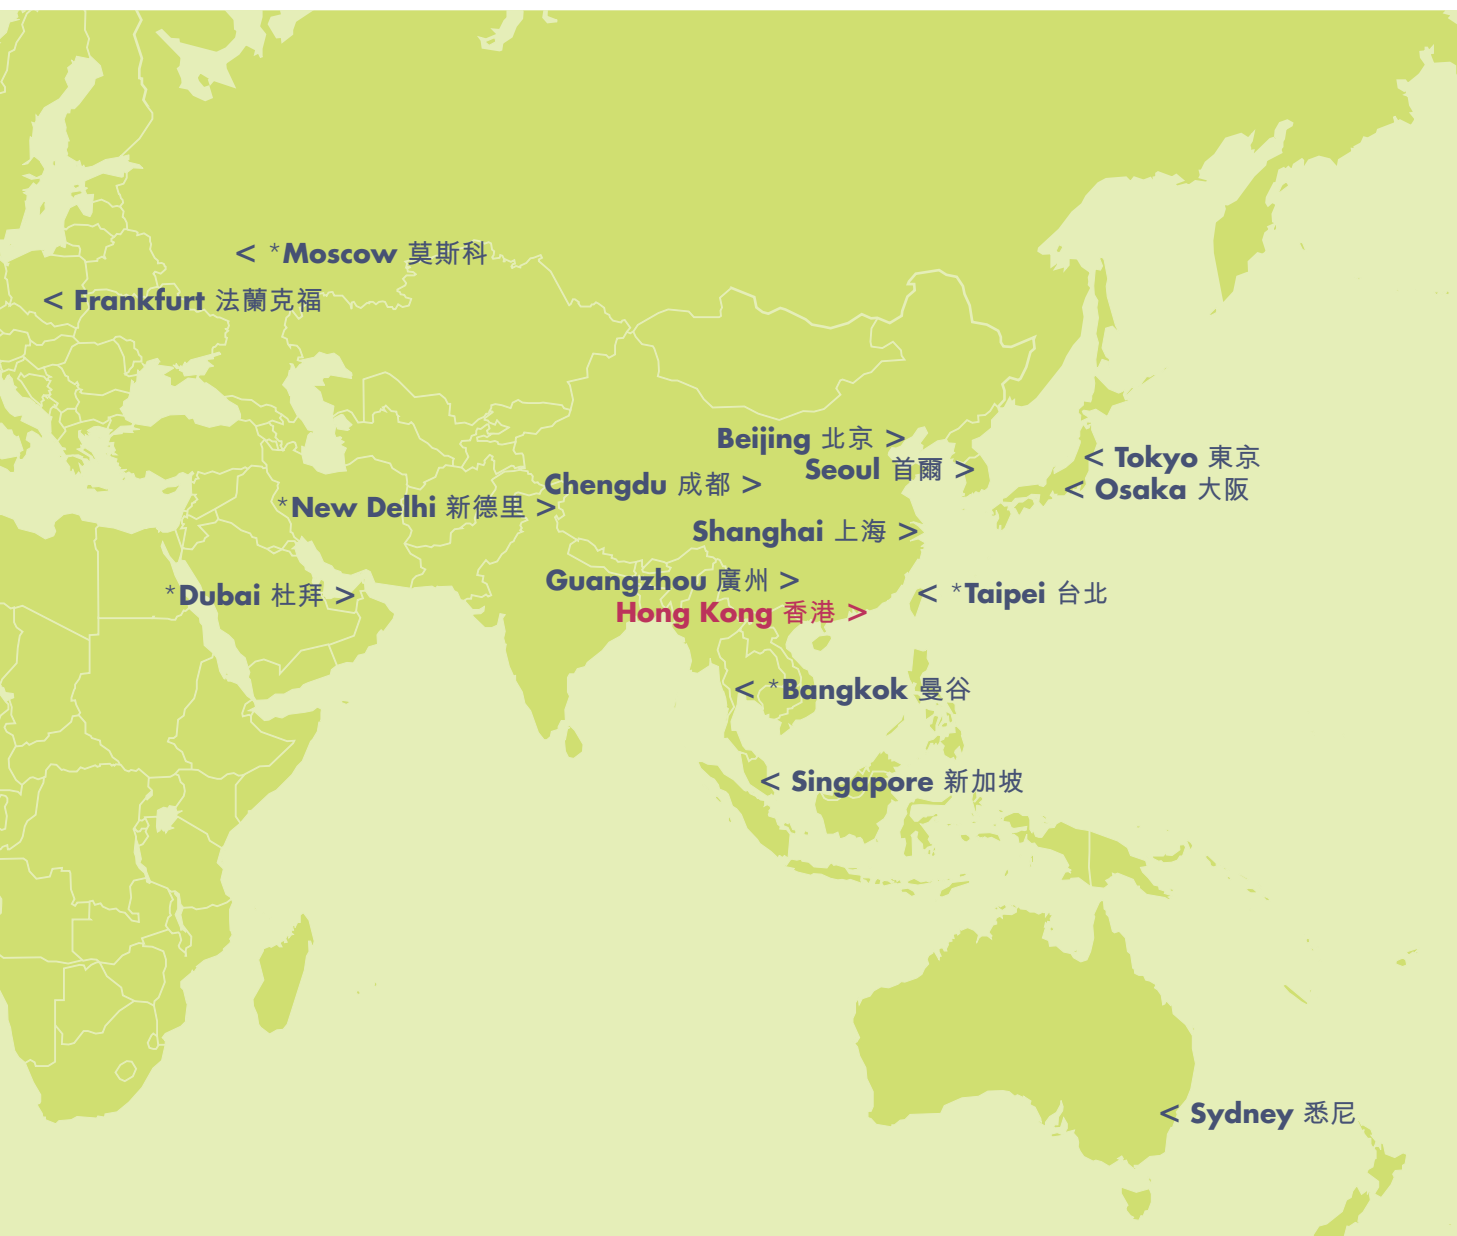 < *Moscow 莫斯科
< Frankfurt 法蘭克福
Beijing 北京 >
< Tokyo 東京
Seoul 首爾 >
Chengdu 成都 >
< Osaka 大阪
*New Delhi 新德里 >
Shanghai 上海 >
Guangzhou 廣州 >
*Dubai 杜拜 >
< *Taipei 台北
Hong Kong 香港 >
< *Bangkok 曼谷
< Singapore 新加坡
< Sydney 悉尼